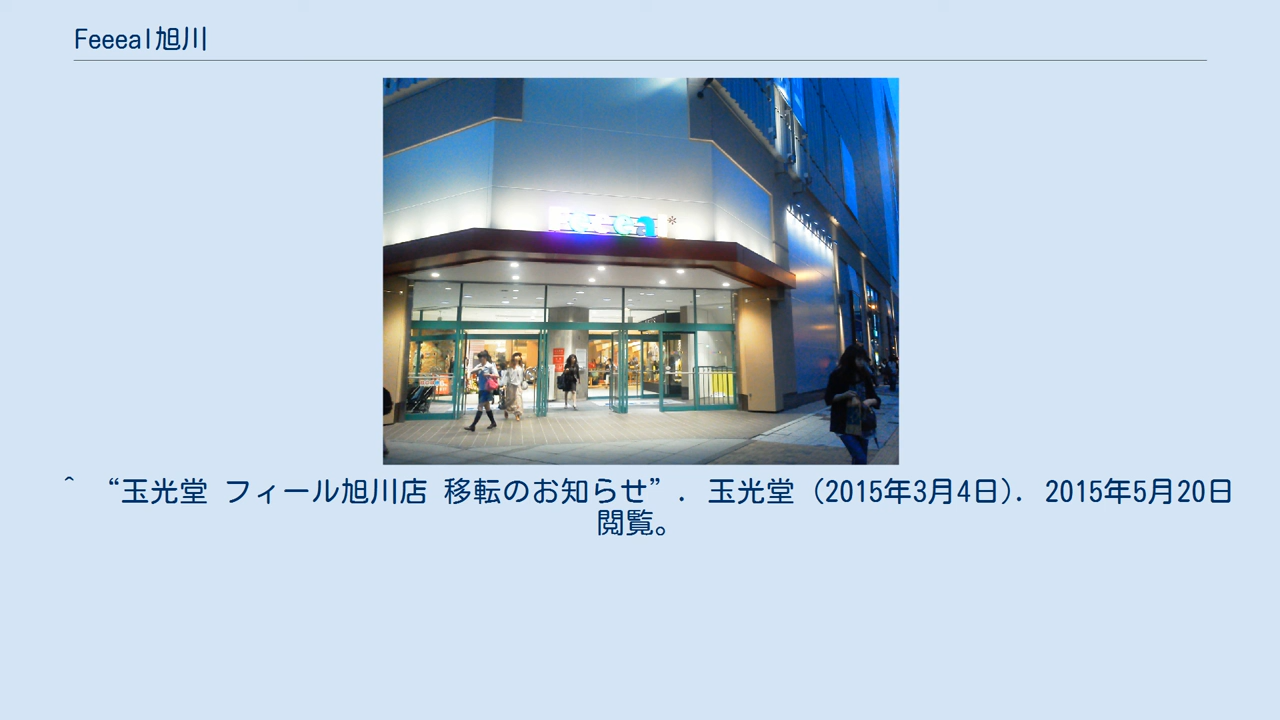 Feeeal旭川
Feeeal*
^ “玉光堂 フィール旭川店 移転のお知らせ”. 玉光堂 (2015年3月4日). 2015年5月20日
閲覧。